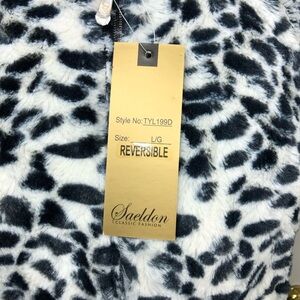 Style No: TYL199D
Size: L/G
REVERSIBLE
Saeldon
CLASSIC FASHION